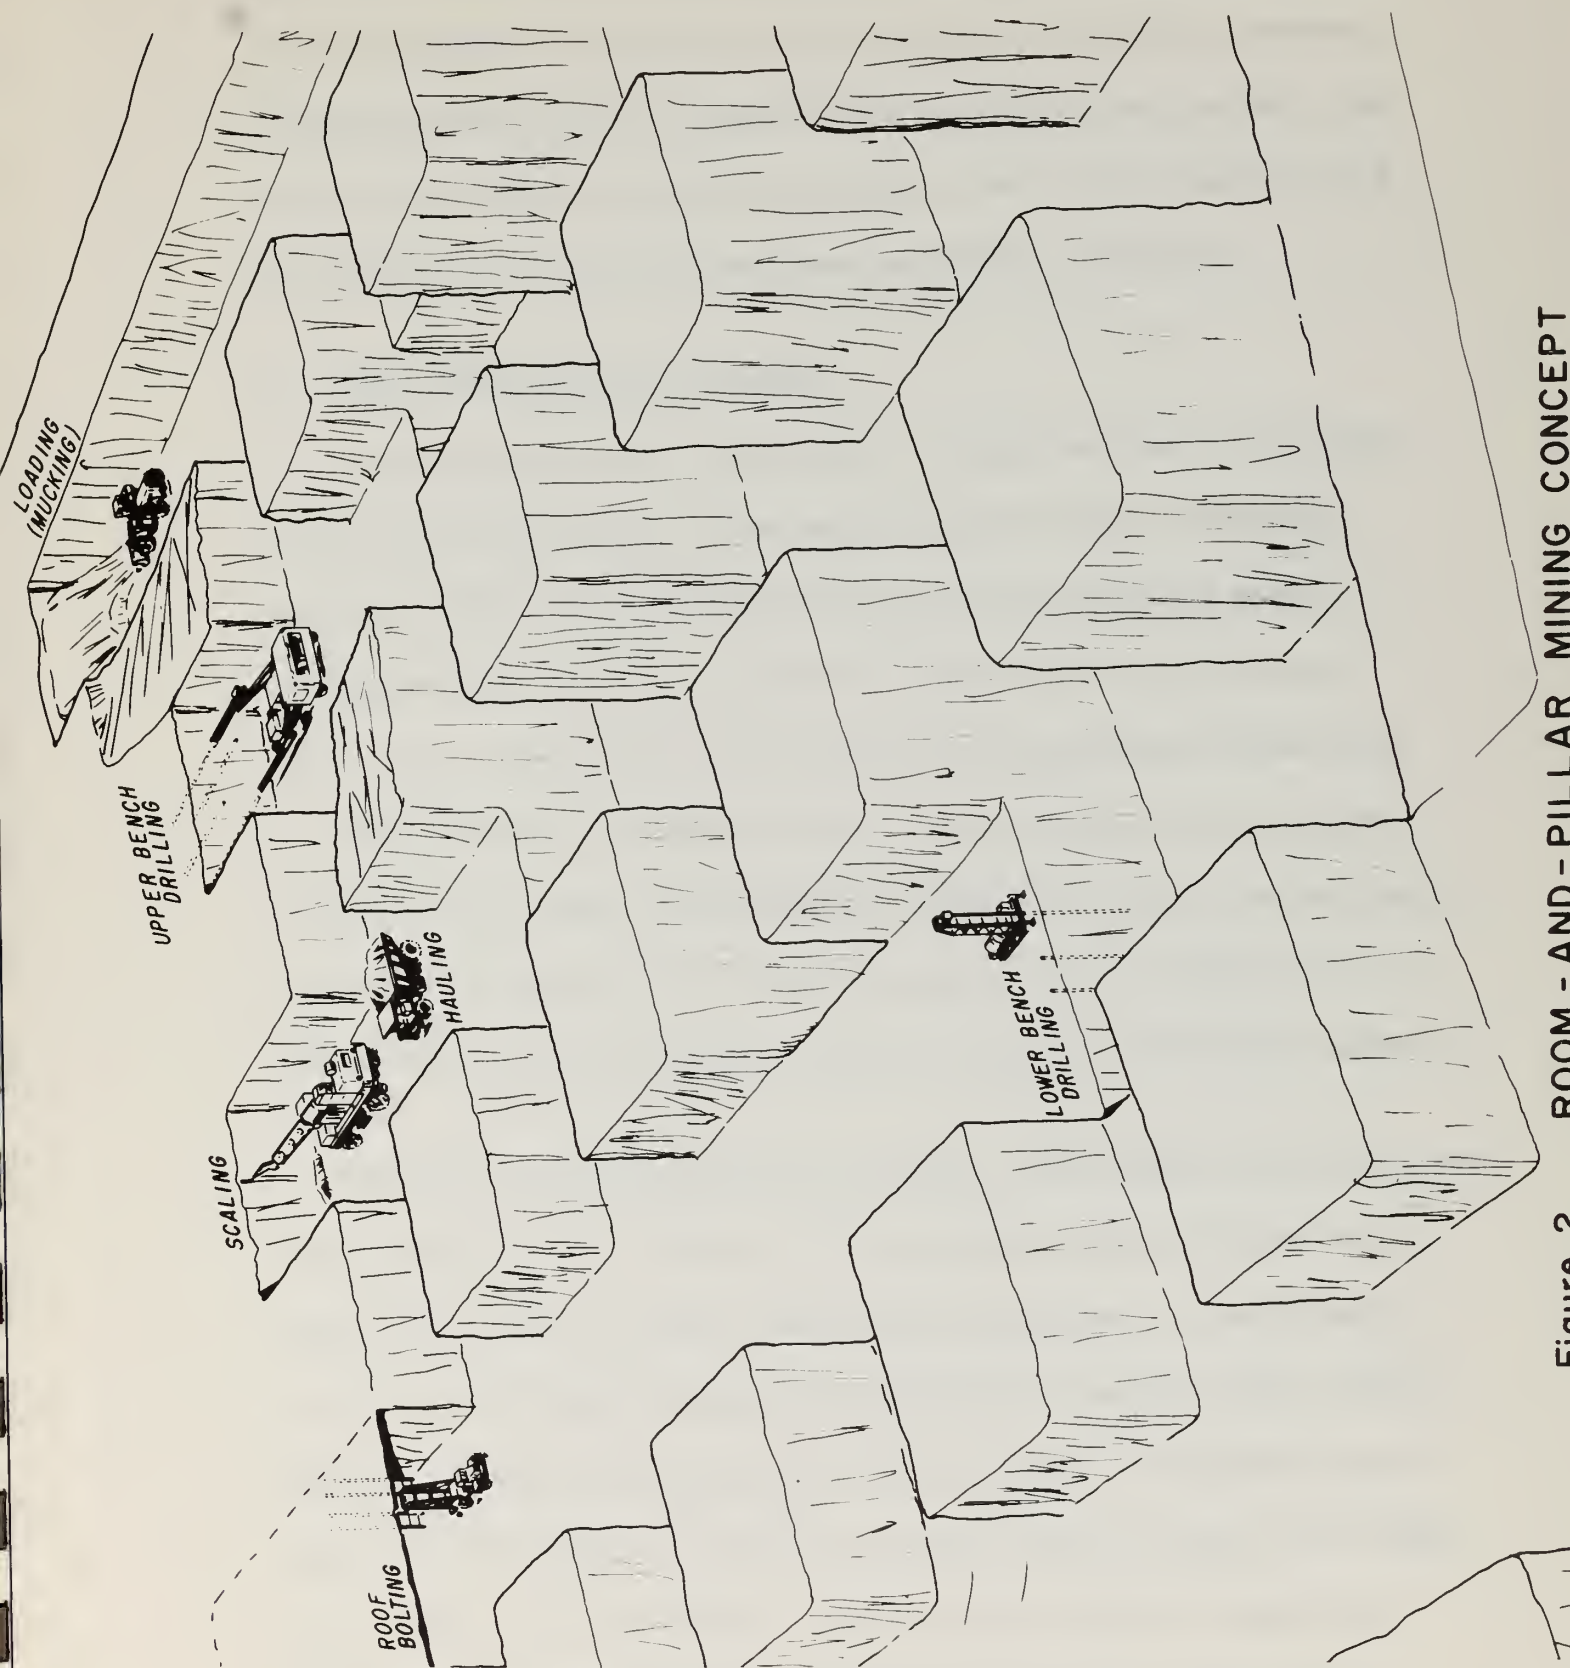 ROOF
BOLTING
SCALING
HAULING
UPPER BENCH
DRILLING
LOADING
(MUCKING)
LOWER BENCH
DRILLING
Figure 2 ROOM-AND-PILLAR MINING CONCEPT